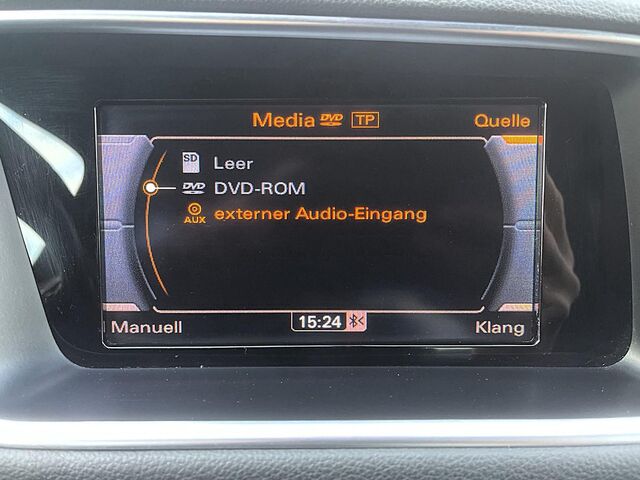 Media DVD TP Quelle
SD Leer
DVD DVD-ROM
AUX externer Audio-Eingang
Manuell 15:24 Klang